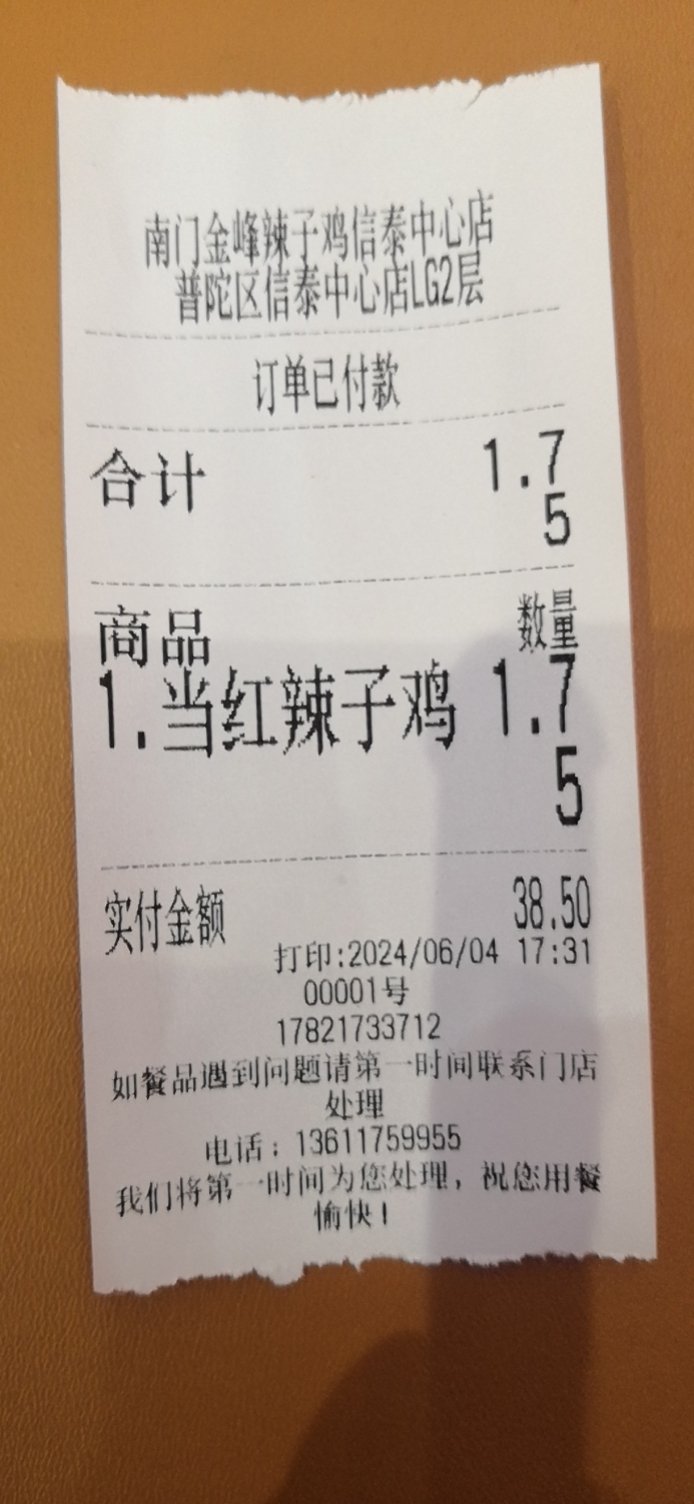 南门金峰辣子鸡信泰中心店
普陀区信泰中心店LG2层
订单已付款
合计 1.7
5
商品 数量
1.当红辣子鸡 1.7
5
实付金额 38.50
打印:2024/06/04 17:31
00001号
17821733712
如餐品遇到问题请第一时间联系门店
处理
电话：13611759955
我们将第一时间为您处理，祝您用餐
愉快！